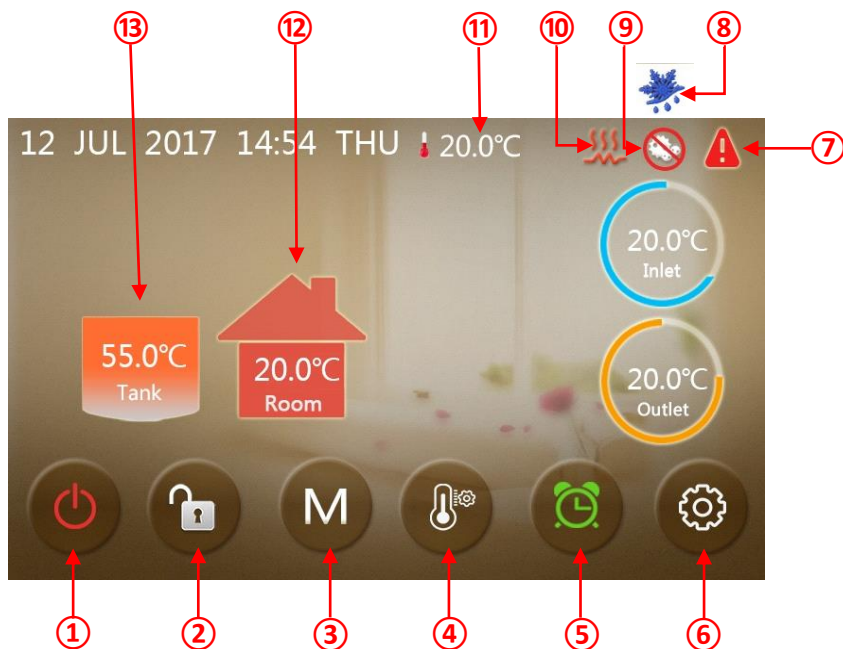 ⑬ ⑫ ⑪ ⑩ ⑨ ⑧
12 JUL 2017 14:54 THU 20.0℃
⑦
20.0℃
Inlet
55.0℃
Tank
20.0℃
Room
20.0℃
Outlet
M
① ② ③ ④ ⑤ ⑥